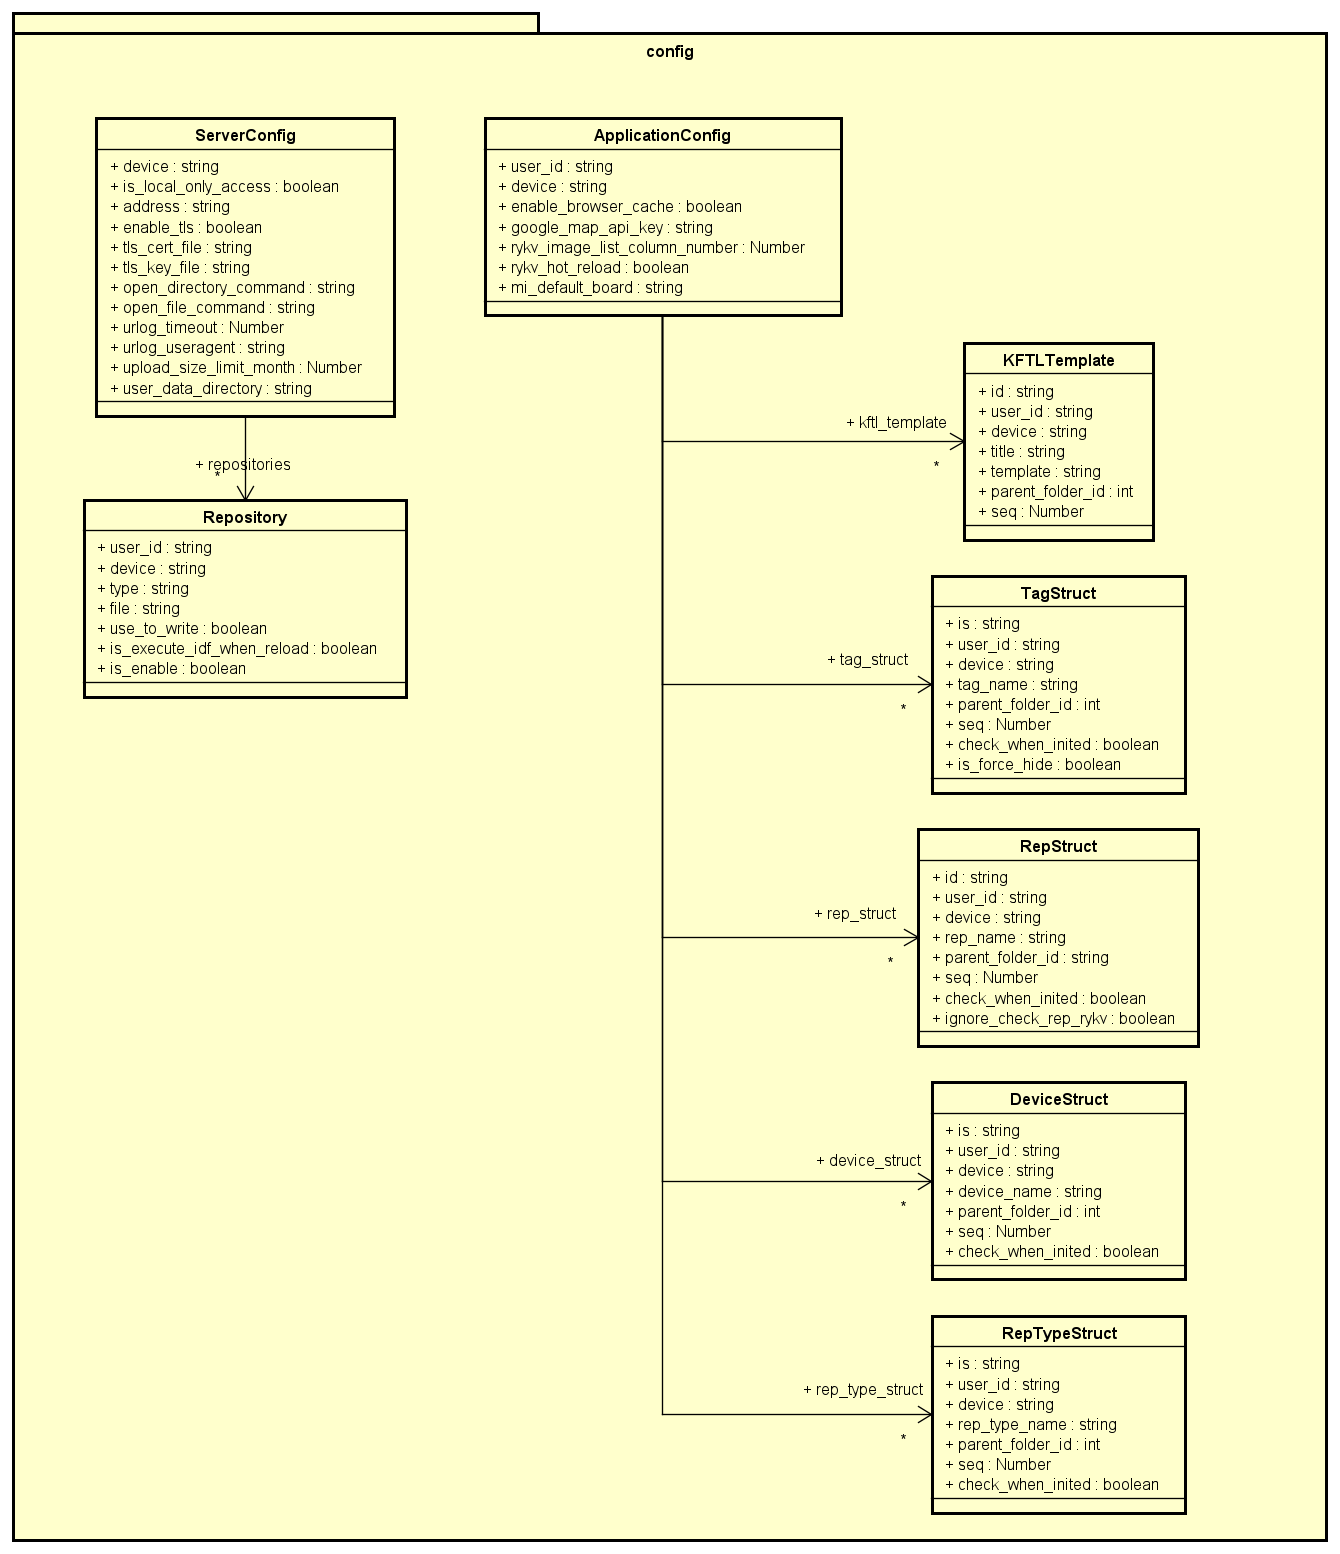 config
ServerConfig
+ device : string
+ is_local_only_access : boolean
+ address : string
+ enable_tls : boolean
+ tls_cert_file : string
+ tls_key_file : string
+ open_directory_command : string
+ open_file_command : string
+ urlog_timeout : Number
+ urlog_useragent : string
+ upload_size_limit_month : Number
+ user_data_directory : string
+ repositories
*
Repository
+ user_id : string
+ device : string
+ type : string
+ file : string
+ use_to_write : boolean
+ is_execute_idf_when_reload : boolean
+ is_enable : boolean
ApplicationConfig
+ user_id : string
+ device : string
+ enable_browser_cache : boolean
+ google_map_api_key : string
+ rykv_image_list_column_number : Number
+ rykv_hot_reload : boolean
+ mi_default_board : string
+ kftl_template
*
KFTLTemplate
+ id : string
+ user_id : string
+ device : string
+ title : string
+ template : string
+ parent_folder_id : int
+ seq : Number
+ tag_struct
*
TagStruct
+ is : string
+ user_id : string
+ device : string
+ tag_name : string
+ parent_folder_id : int
+ seq : Number
+ check_when_inited : boolean
+ is_force_hide : boolean
+ rep_struct
*
RepStruct
+ id : string
+ user_id : string
+ device : string
+ rep_name : string
+ parent_folder_id : string
+ seq : Number
+ check_when_inited : boolean
+ ignore_check_rep_rykv : boolean
+ device_struct
*
DeviceStruct
+ is : string
+ user_id : string
+ device : string
+ device_name : string
+ parent_folder_id : int
+ seq : Number
+ check_when_inited : boolean
+ rep_type_struct
*
RepTypeStruct
+ is : string
+ user_id : string
+ device : string
+ rep_type_name : string
+ parent_folder_id : int
+ seq : Number
+ check_when_inited : boolean